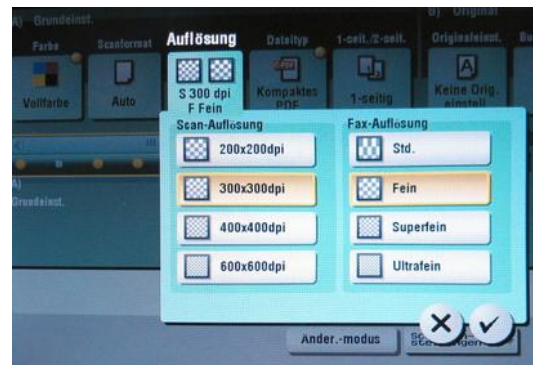 A) Grundeinst.
B) Original
Farbe
Scanformat
Auflösung
Dateityp
1-seit./2-seit.
Originaleinst.
Vollfarbe
Auto
S 300 dpi
F Fein
Kompaktes
PDF
1-seitig
Keine Orig.
einstell.
Scan-Auflösung
200x200dpi
300x300dpi
400x400dpi
600x600dpi
Fax-Auflösung
Std.
Fein
Superfein
Ultrafein
A)
Grundeinst.
Ander.-modus